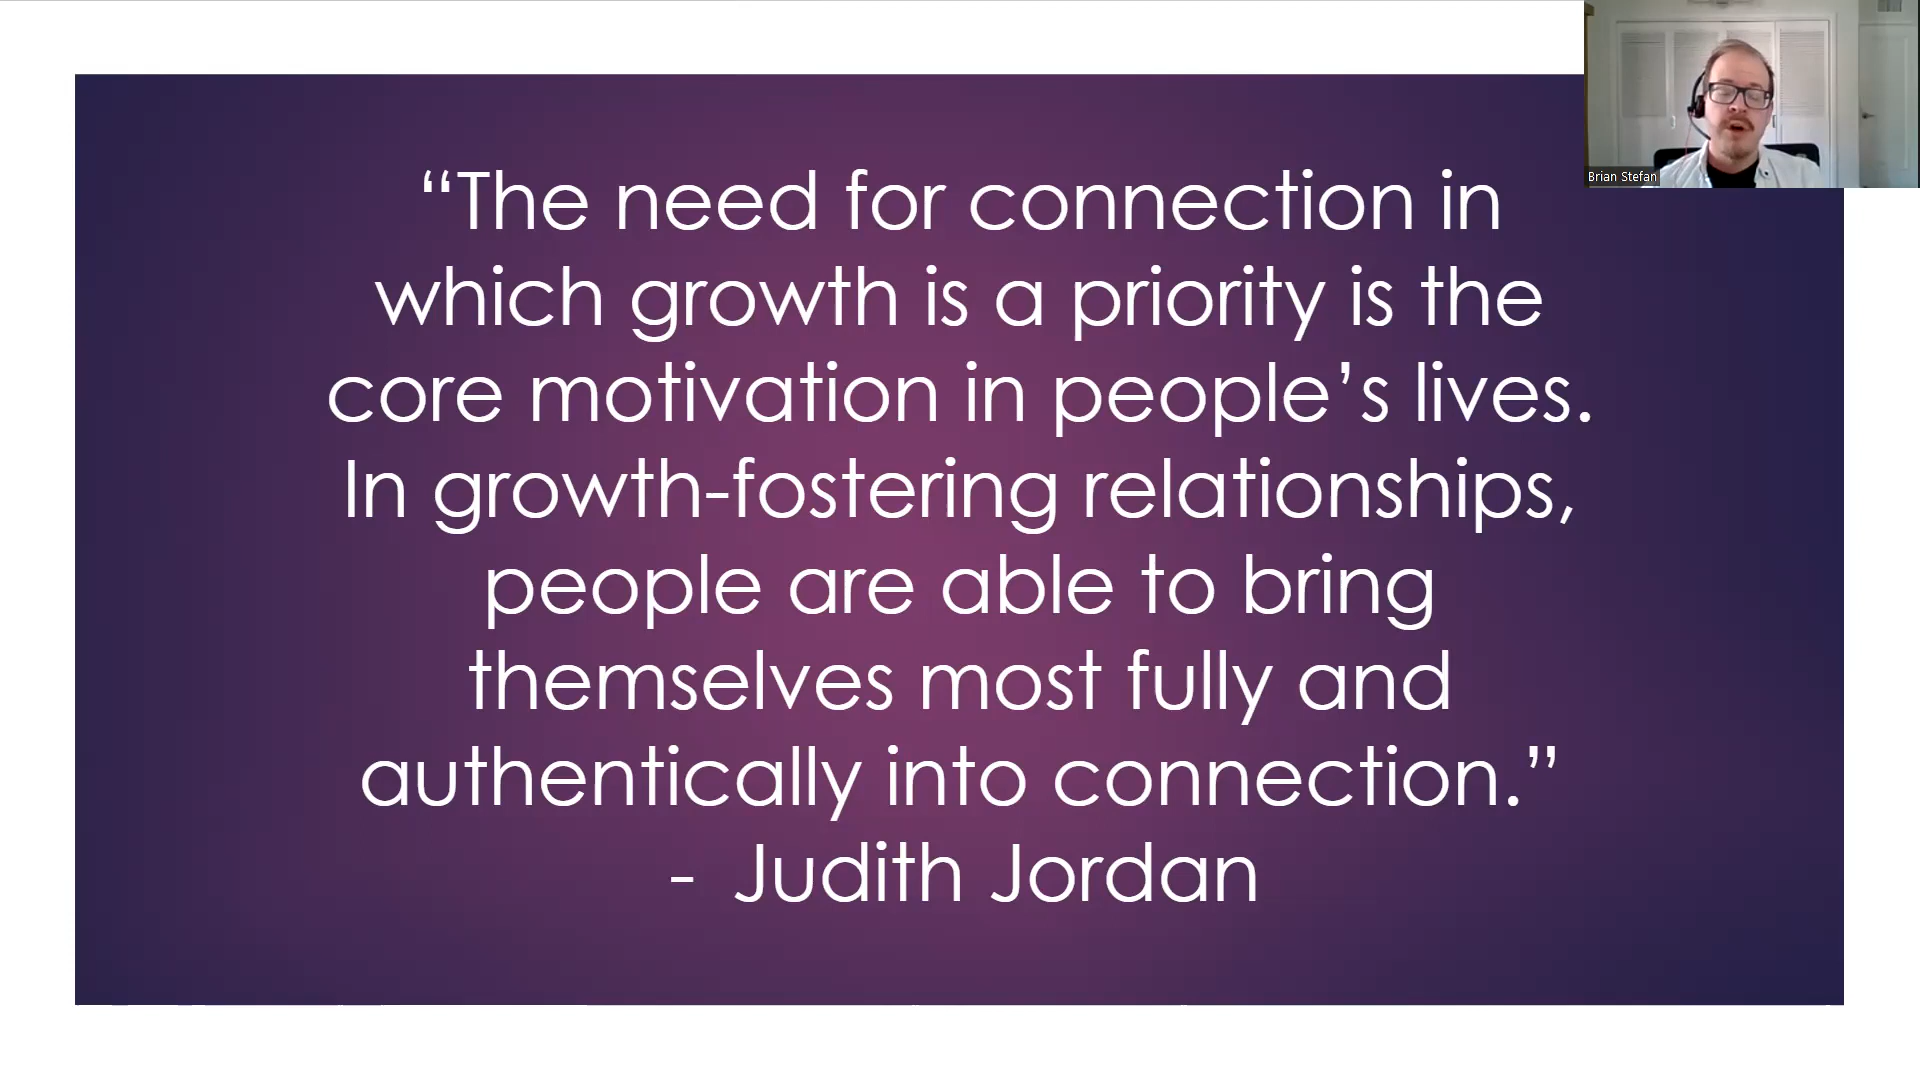 “The need for connection in
which growth is a priority is the
core motivation in people’s lives.
In growth-fostering relationships,
people are able to bring
themselves most fully and
authentically into connection.”
- Judith Jordan
Brian Stefan